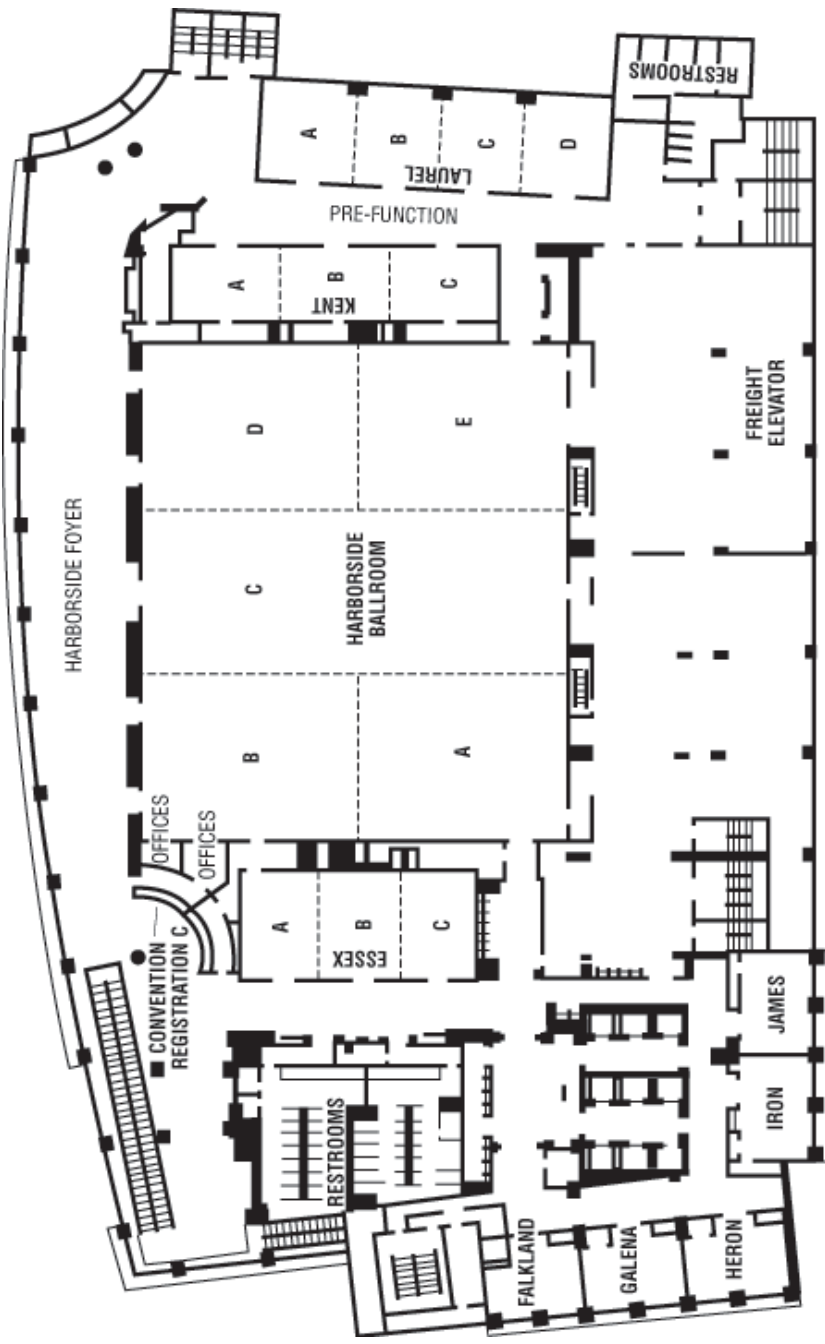 RESTROOMS
A
B
C
D
LAUREL
PRE-FUNCTION
A
B
C
KENT
D
E
FREIGHT
ELEVATOR
HARBORSIDE FOYER
C
HARBORSIDE
BALLROOM
B
A
OFFICES
OFFICES
A
B
C
ESSEX
CONVENTION
REGISTRATION C
JAMES
IRON
RESTROOMS
FALKLAND
GALENA
HERON